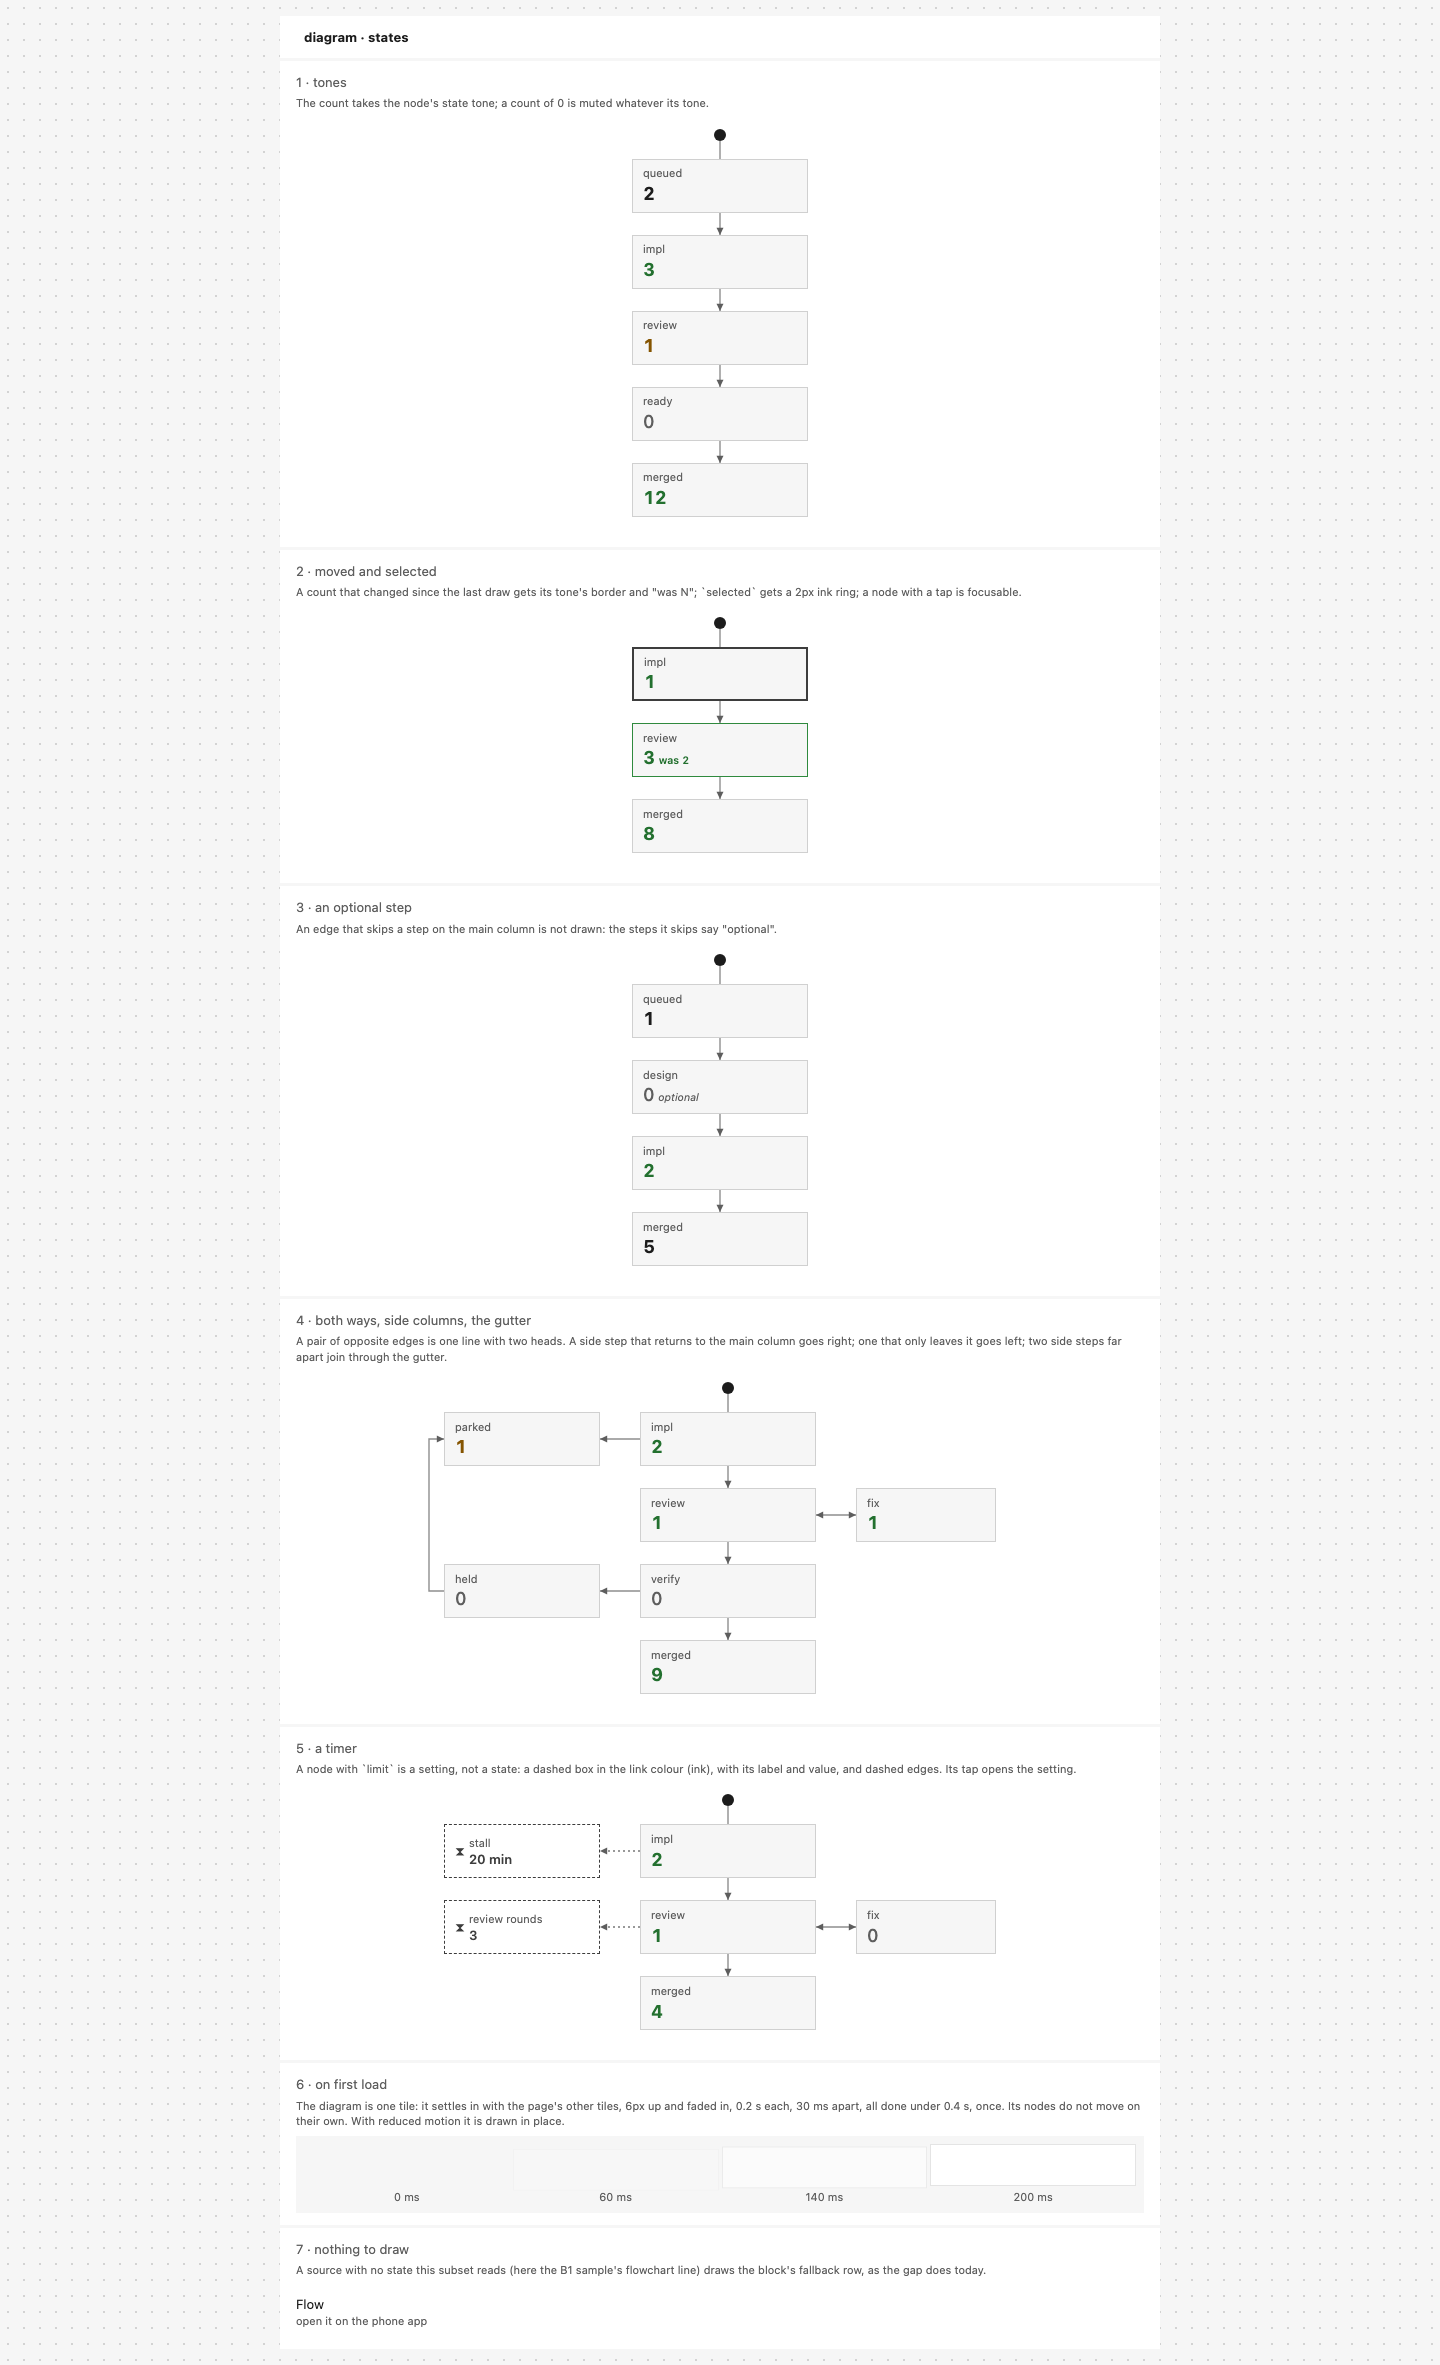 diagram · states
1 · tones
The count takes the node's state tone; a count of 0 is muted whatever its tone.
queued
2
impl
3
review
1
ready
0
merged
12
2 · moved and selected
A count that changed since the last draw gets its tone's border and "was N"; `selected` gets a 2px ink ring; a node with a tap is focusable.
impl
1
review
3 was 2
merged
8
3 · an optional step
An edge that skips a step on the main column is not drawn: the steps it skips say "optional".
queued
1
design
0 optional
impl
2
merged
5
4 · both ways, side columns, the gutter
A pair of opposite edges is one line with two heads. A side step that returns to the main column goes right; one that only leaves it goes left; two side steps far
apart join through the gutter.
parked
1
impl
2
review
1
fix
1
held
0
verify
0
merged
9
5 · a timer
A node with `limit` is a setting, not a state: a dashed box in the link colour (ink), with its label and value, and dashed edges. Its tap opens the setting.
stall
20 min
impl
2
review rounds
3
review
1
fix
0
merged
4
6 · on first load
The diagram is one tile: it settles in with the page's other tiles, 6px up and faded in, 0.2 s each, 30 ms apart, all done under 0.4 s, once. Its nodes do not move on
their own. With reduced motion it is drawn in place.
0 ms
60 ms
140 ms
200 ms
7 · nothing to draw
A source with no state this subset reads (here the B1 sample's flowchart line) draws the block's fallback row, as the gap does today.
Flow
open it on the phone app